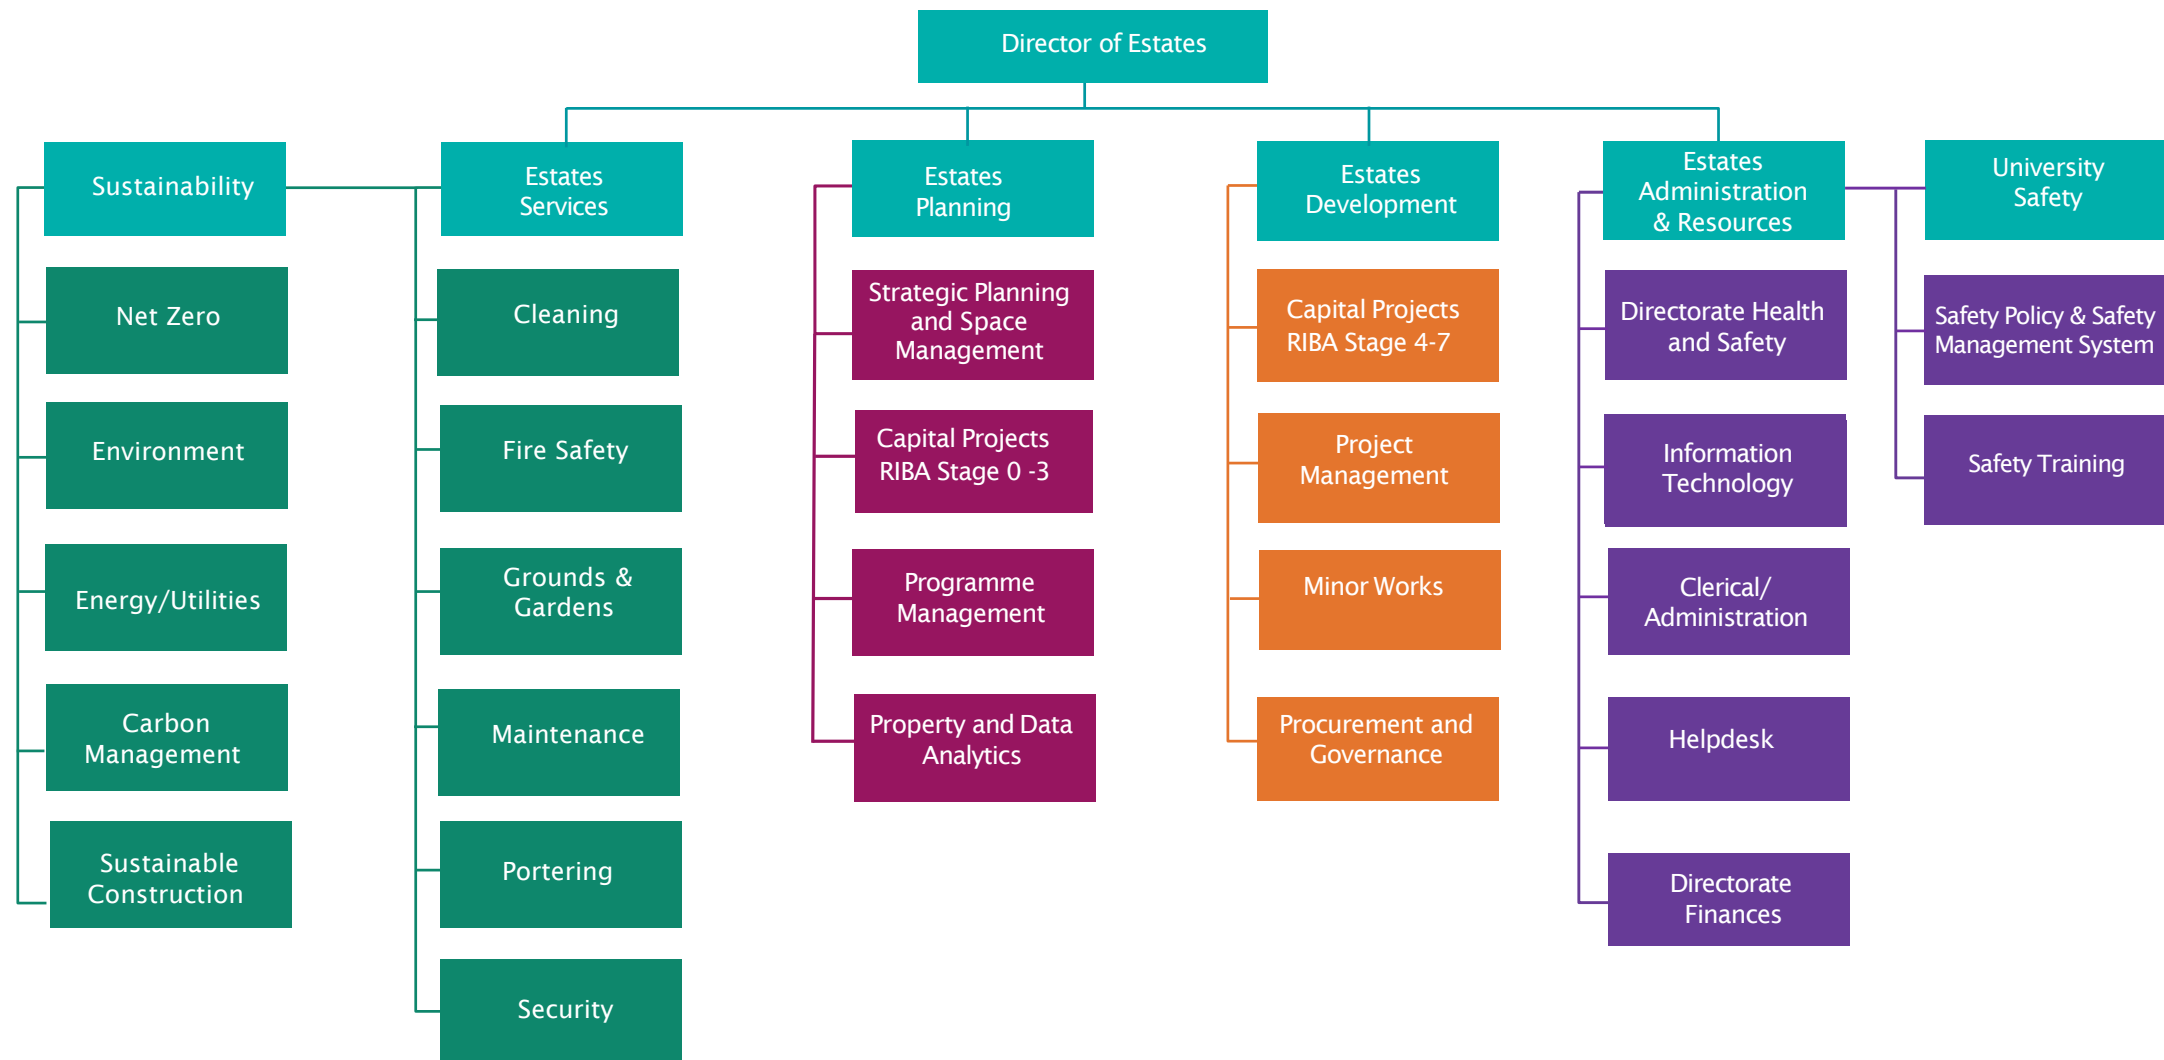 Director of Estates
Sustainability
Net Zero
Environment
Energy/Utilities
Carbon
Management
Sustainable
Construction
Estates
Services
Cleaning
Fire Safety
Grounds &
Gardens
Maintenance
Portering
Security
Estates
Planning
Strategic Planning
and Space
Management
Capital Projects
RIBA Stage 0 -3
Programme
Management
Property and Data
Analytics
Estates
Development
Capital Projects
RIBA Stage 4-7
Project
Management
Minor Works
Procurement and
Governance
Estates
Administration
& Resources
Directorate Health
and Safety
Information
Technology
Clerical/
Administration
Helpdesk
Directorate
Finances
University
Safety
Safety Policy & Safety
Management System
Safety Training